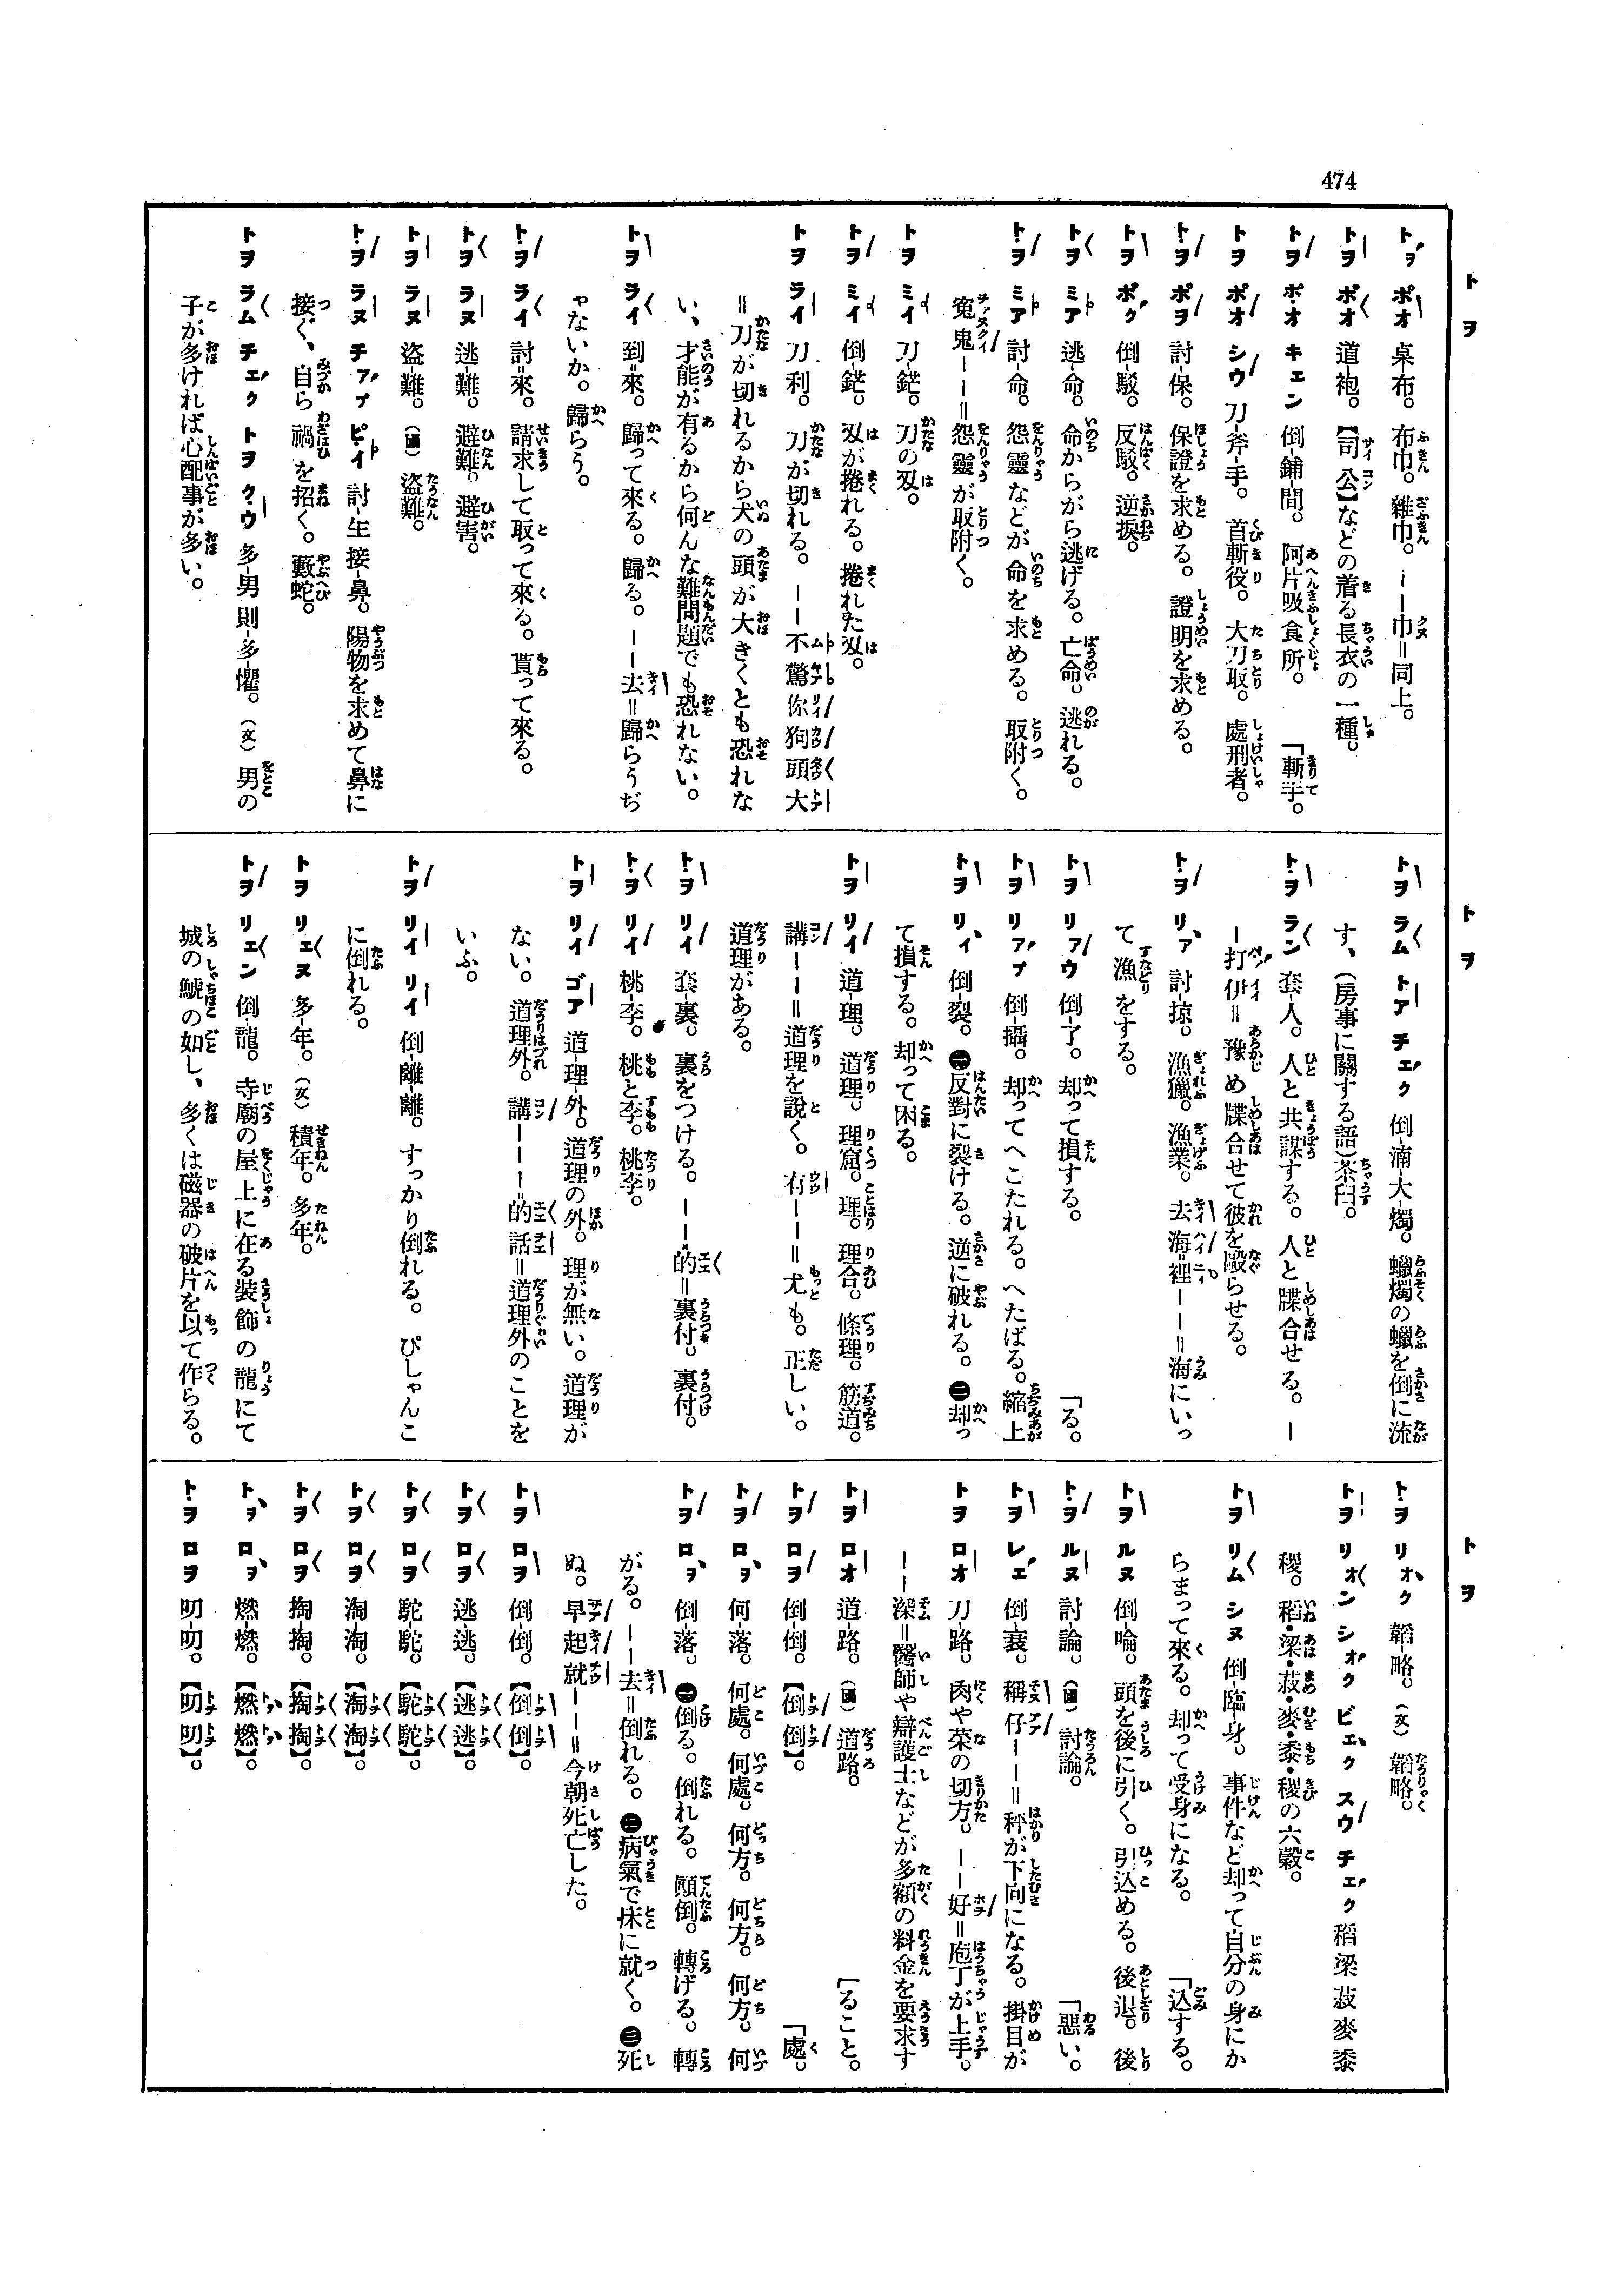 474
トヲ
トヲ
トヲ
トヲ ポオ 桌-布。布巾。雜巾。――巾=同上。
トヲ ポオ 道-袍。【司公】などの着る長衣の一種。
トヲ ポオ キェン 倒-鋪-間。阿片吸食所。
トヲ ポオ シウ 刀-斧-手。首斬役。大刀取。處刑者。「斬手。
トヲ ポヲ 討-保。保證を求める。證明を求める。
トヲ ポク 倒-駁。反駁。逆捩。
トヲ ミア 逃-命。命からがら逃げる。亡命。逃れる。
トヲ ミア 討-命。怨靈などが命を求める。取附く。
寃鬼――=怨靈が取附く。
トヲ ミイ 刀-鋩。刀の刄。
トヲ ミイ 倒-鋩。刄が捲れる。捲れた刄。
トヲ ライ 刀利。刀が切れる。――不驚你狗頭大
=刀が切れるから犬の頭が大きくとも恐れな
い、才能が有るから何んな難問題でも恐れない。
トヲ ライ 到=來。歸って來る。歸る。――去=歸らうぢ
ゃないか。歸らう。
トヲ ライ 討=來。請求して取って來る。貰って來る。
トヲ ラヌ 逃-難。避難。避害。
トヲ ラヌ 盜-難。(國)盜難。
トヲ ラヌ チァプ ピイ 討-生 接-鼻。陽物を求めて鼻に
接ぐ、自ら禍を招く。藪蛇。
トヲ ラム チェク トヲ クウ 多-男 則-多-懼。(文)男の
子が多ければ心配事が多い。
トヲ ラム トア チェク 倒-湳 大-燭。蠟燭の蠟を倒に流
す、(房事に關する語)茶臼。
トヲ ラン 套-人。人と共謀する。人と牒合せる。―
―打伊=豫め牒合せて彼を毆らせる。
トヲ リァ 討-掠。漁獵。漁業。去海=裡――=海にいっ
て漁をする。
トヲ リァウ 倒-了。却って損する。
トヲ リァプ 倒-攝。却ってへこたれる。へたばる。縮上「る。
トヲ リィ 倒-裂。㊀反對に裂ける。逆に破れる。㊁却っ
て損する。却って困る。
トヲ リイ 道-理。道理。理窟。理。理合。條理。筋道。
講――=道理を說く。有――=尤も。正しい。
道理がある。
トヲ リイ 套-裏。裏をつける。――的=裏付。裏付。
トヲ リイ 桃-李。桃と李。桃李。
トヲ リイ ゴア 道-理外。道理の外。理が無い。道理が
ない。道理外。講―――=的話=道理外のことを
いふ。
トヲ リイ リイ 倒-離離。すっかり倒れる。ぴしゃんこ
に倒れる。
トヲ リェヌ 多-年。(文)積年。多年。
トヲ リェン 倒-龍。寺廟の屋上に在る裝飾の龍にて
城の鯱の如し、多くは磁器の破片を以て作らる。
トヲ リォク 韜-略。(文)韜略。
トヲ リォン シォク ビェク スウ チェク 稻 梁 菽 麥 黍
稷。稻・梁・菽・麥・黍・稷の六穀。
トヲ リム シヌ 倒-臨-身。事件など却って自分の身にか
らまって來る。却って受身になる。「込する。
トヲ ルヌ 倒-㖮。頭を後に引く。引込める。後退。後
トヲ ルヌ 討-論。(國)討論。
トヲ レェ 倒-衰。稱仔――=秤が下向になる。掛目が「惡い。
トヲ ロオ 刀-路。肉や菜の切方。――好=庖丁が上手。
――深=醫師や辯護士などが多額の料金を要求す
トヲ ロオ 道-路。(國)道路。「ること。
トヲ ロヲ 倒-倒。【倒倒】。
トヲ ロヲ 何-落。何處。何處。何方。何方。何方。何「處。
トヲ ロヲ 倒-落。㊀倒る。倒れる。顚倒。轉げる。轉
がる。――去=倒れる。㊁病氣で床に就く。㊂死
ぬ。早起就――=今朝死亡した。
トヲ ロヲ 倒-倒。【倒倒】。
トヲ ロヲ 逃-逃。【逃逃】。
トヲ ロヲ 駝-駝。【駝駝】。
トヲ ロヲ 淘-淘。【淘淘】。
トヲ ロヲ 掏-掏。【掏掏】。
トヲ ロヲ 燃-燃。【燃燃】。
トヲ ロヲ 叨-叨。【叨叨】。